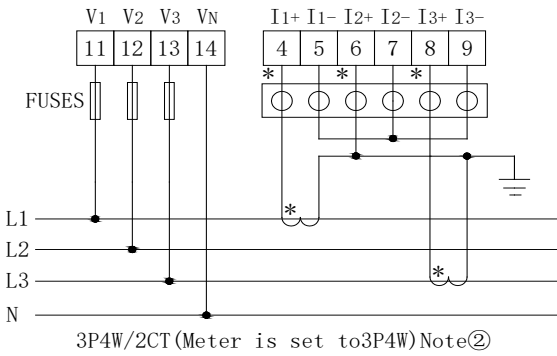 V1 V2 V3 VN I1+ I1- I2+ I2- I3+ I3-
11 12 13 14 4 5 6 7 8 9
* * *
FUSES
*
L1
L2
*
L3
N
3P4W/2CT(Meter is set to3P4W)Note②